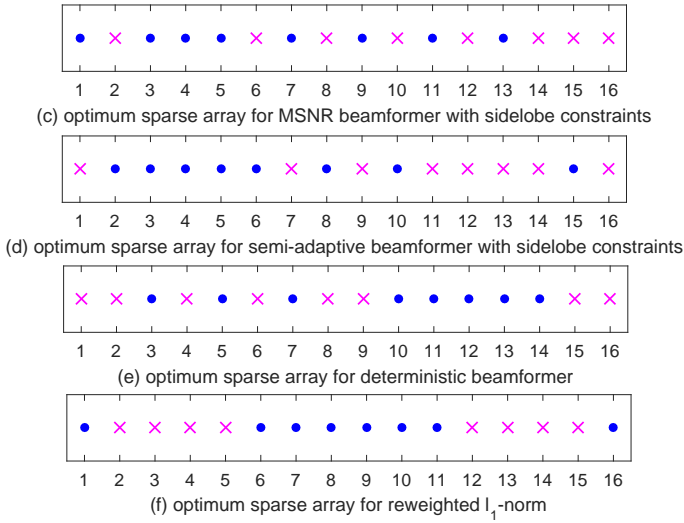 1 2 3 4 5 6 7 8 9 10 11 12 13 14 15 16
(c) optimum sparse array for MSNR beamformer with sidelobe constraints
1 2 3 4 5 6 7 8 9 10 11 12 13 14 15 16
(d) optimum sparse array for semi-adaptive beamformer with sidelobe constraints
1 2 3 4 5 6 7 8 9 10 11 12 13 14 15 16
(e) optimum sparse array for deterministic beamformer
1 2 3 4 5 6 7 8 9 10 11 12 13 14 15 16
(f) optimum sparse array for reweighted l₁-norm